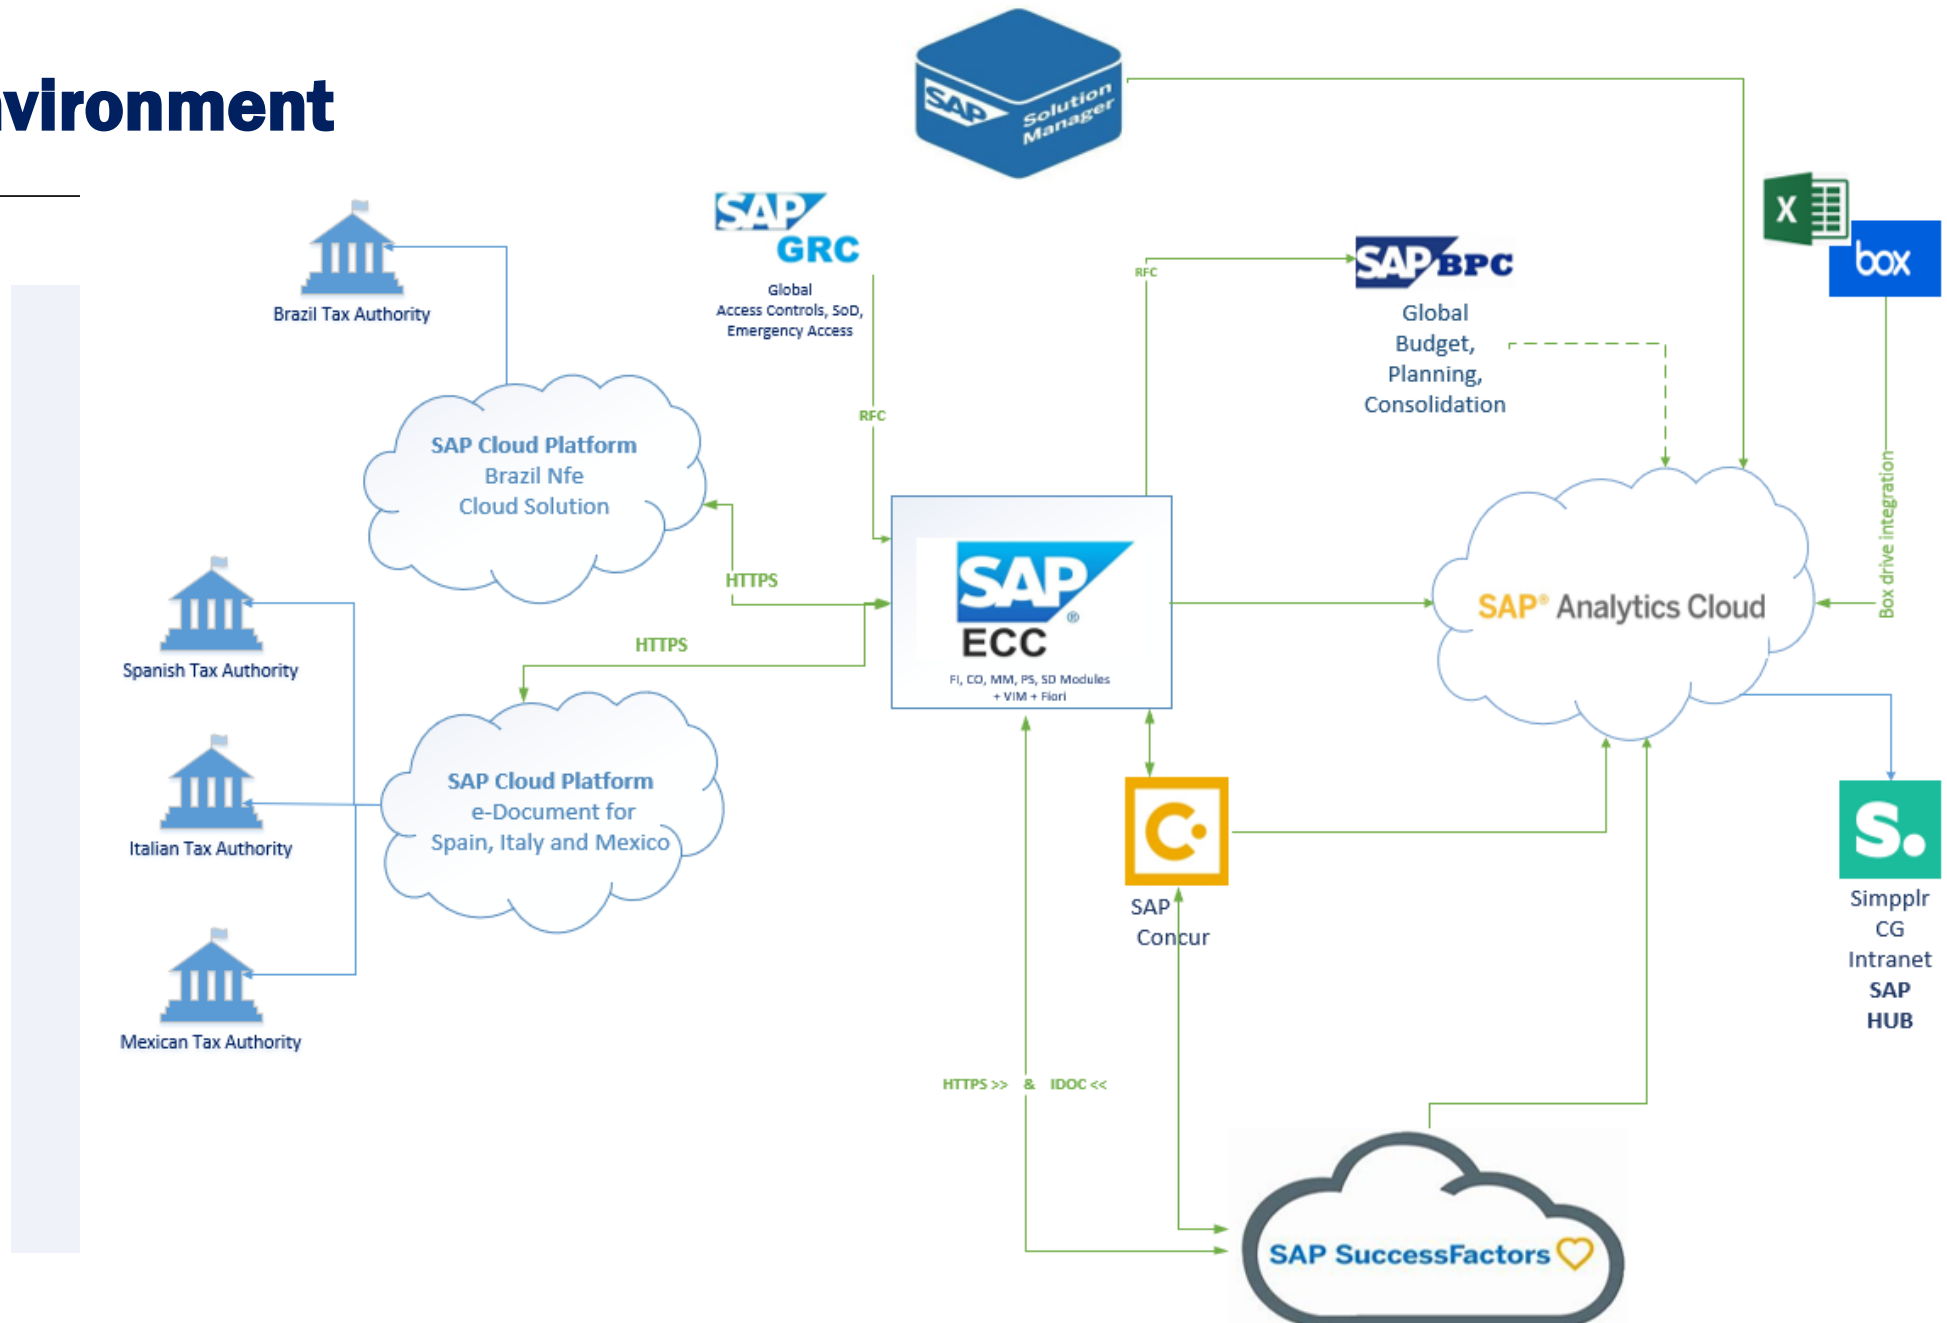 vironment
SAP
Solution
Manager
SAP
GRC
Global
Access Controls, SoD,
Emergency Access
RFC
Brazil Tax Authority
SAP Cloud Platform
Brazil Nfe
Cloud Solution
HTTPS
HTTPS
Spanish Tax Authority
Italian Tax Authority
Mexican Tax Authority
SAP Cloud Platform
e-Document for
Spain, Italy and Mexico
SAP
®
ECC
FI, CO, MM, PS, SD Modules
+ VIM + Fiori
RFC
SAP BPC
Global
Budget,
Planning,
Consolidation
X
box
Box drive integration
SAP® Analytics Cloud
C.
SAP
Concur
S.
Simpplr
CG
Intranet
SAP
HUB
HTTPS >> & IDOC <<
SAP SuccessFactors